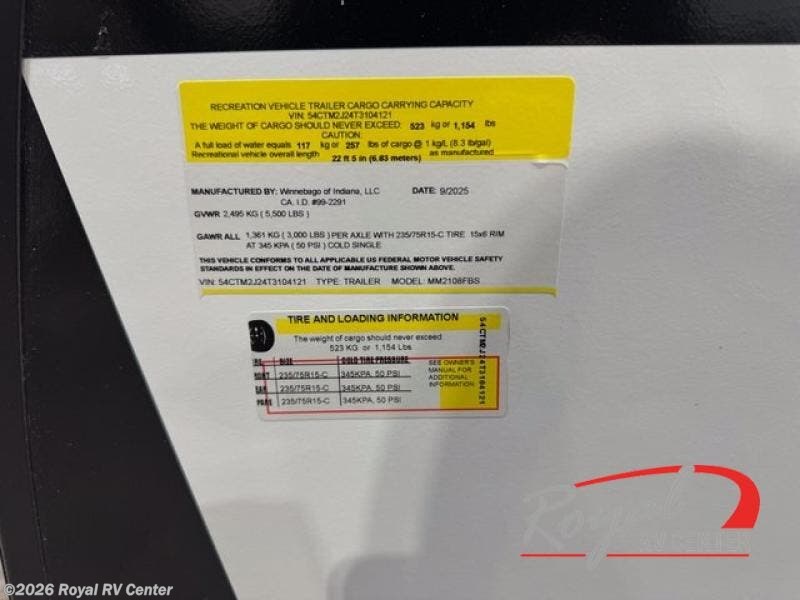 RECREATION VEHICLE TRAILER CARGO CARRYING CAPACITY
VIN: 54CTM2J24T3104121
THE WEIGHT OF CARGO SHOULD NEVER EXCEED: 523 kg or 1,154 lbs
CAUTION:
A full load of water equals 117 kg or 257 lbs of cargo @ 1 kg/L (8.3 lb/gal)
Recreational vehicle overall length 22 ft 5 in (6.83 meters) as manufactured
MANUFACTURED BY: Winnebago of Indiana, LLC DATE: 9/2025
CA. I.D. #99-2291
GVWR 2,495 KG ( 5,500 LBS )
GAWR ALL 1,361 KG ( 3,000 LBS ) PER AXLE WITH 235/75R15-C TIRE 15x6 RIM
AT 345 KPA ( 50 PSI ) COLD SINGLE
THIS VEHICLE CONFORMS TO ALL APPLICABLE US FEDERAL MOTOR VEHICLE SAFETY
STANDARDS IN EFFECT ON THE DATE OF MANUFACTURE SHOWN ABOVE.
VIN: 54CTM2J24T3104121 TYPE: TRAILER MODEL: MM2108FBS
TIRE AND LOADING INFORMATION
The weight of cargo should never exceed
523 KG or 1,154 Lbs
SIZE COLD TIRE PRESSURE
235/75R15-C 345KPA, 50 PSI
235/75R15-C 345KPA, 50 PSI
235/75R15-C 345KPA, 50 PSI
SEE OWNER'S
MANUAL FOR
ADDITIONAL
INFORMATION
54CTM2J24T3104121
Royal
RV CENTER
©2026 Royal RV Center